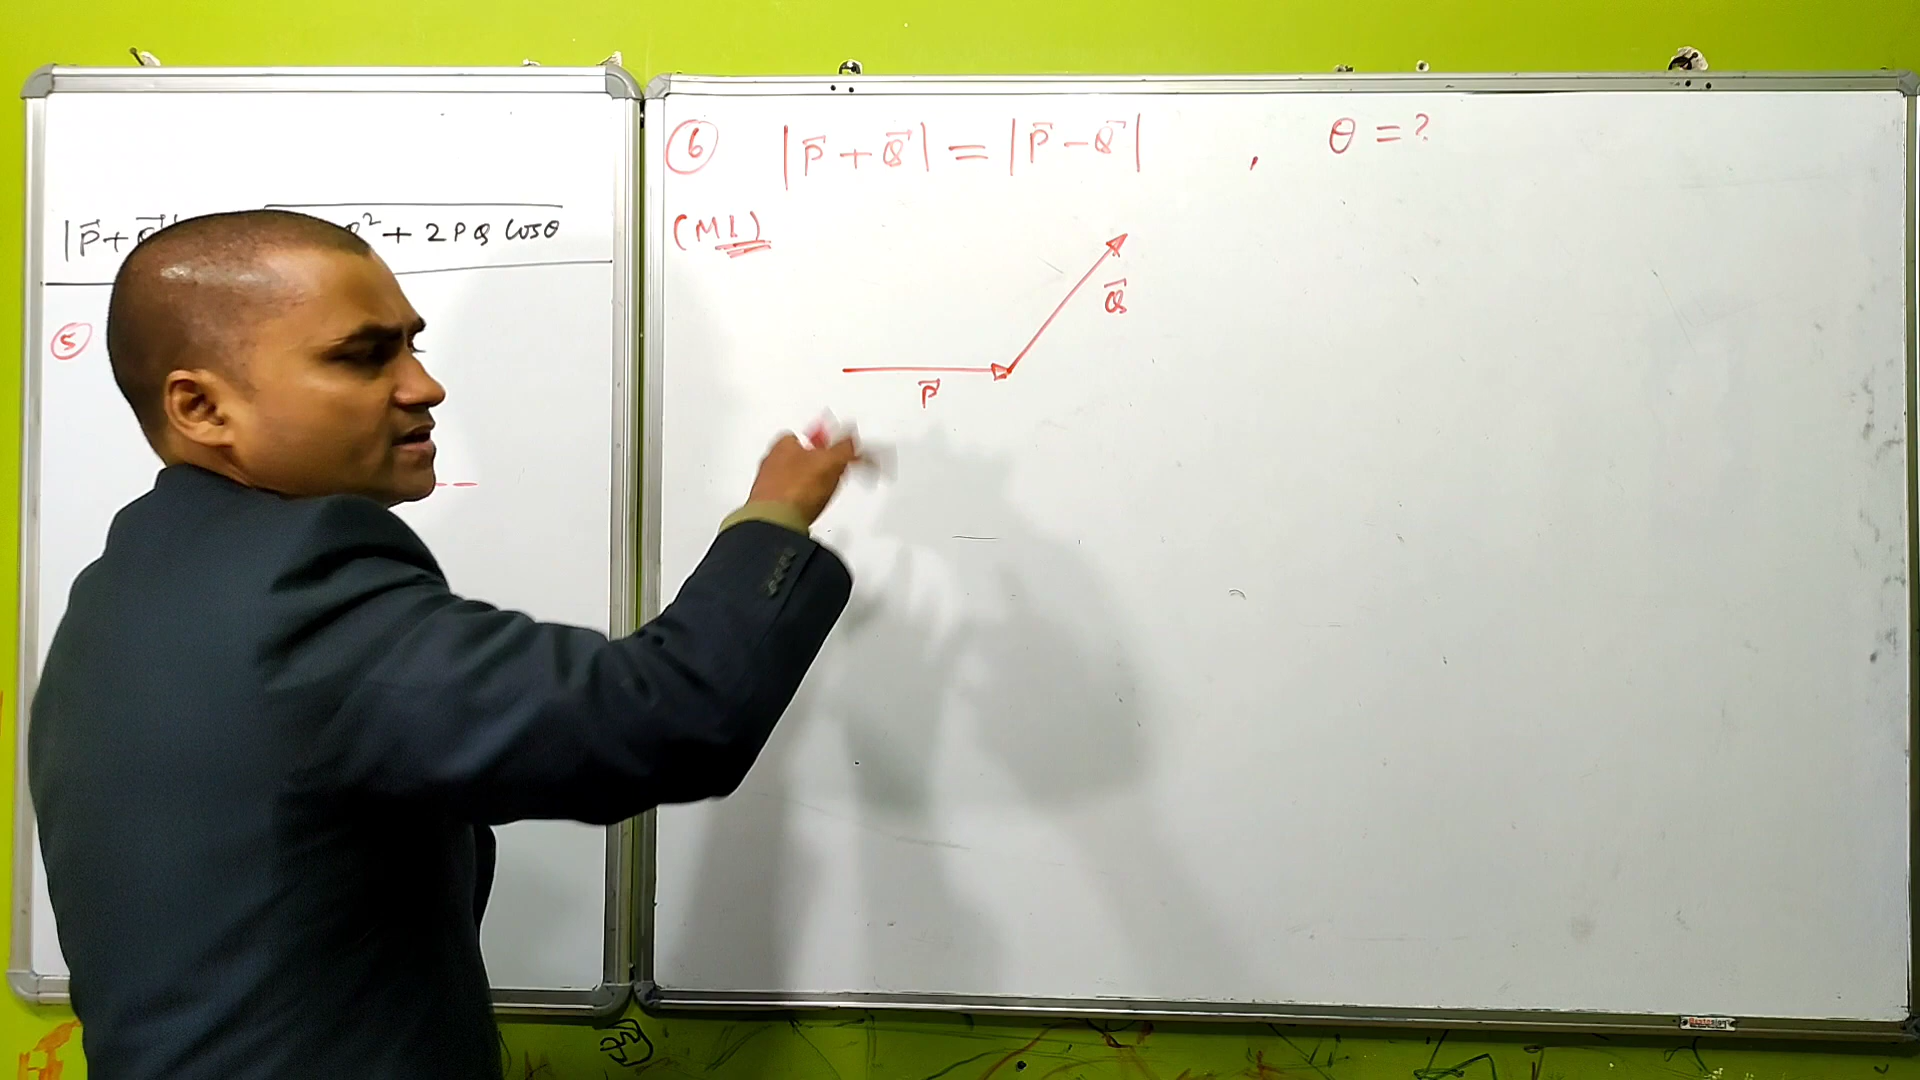 |P⃗ + Q⃗| Q² + 2PQ Cosθ
⑤
⑥ |P⃗ + Q⃗| = |P⃗ − Q⃗| , θ = ?
(M1)
Q⃗
P⃗